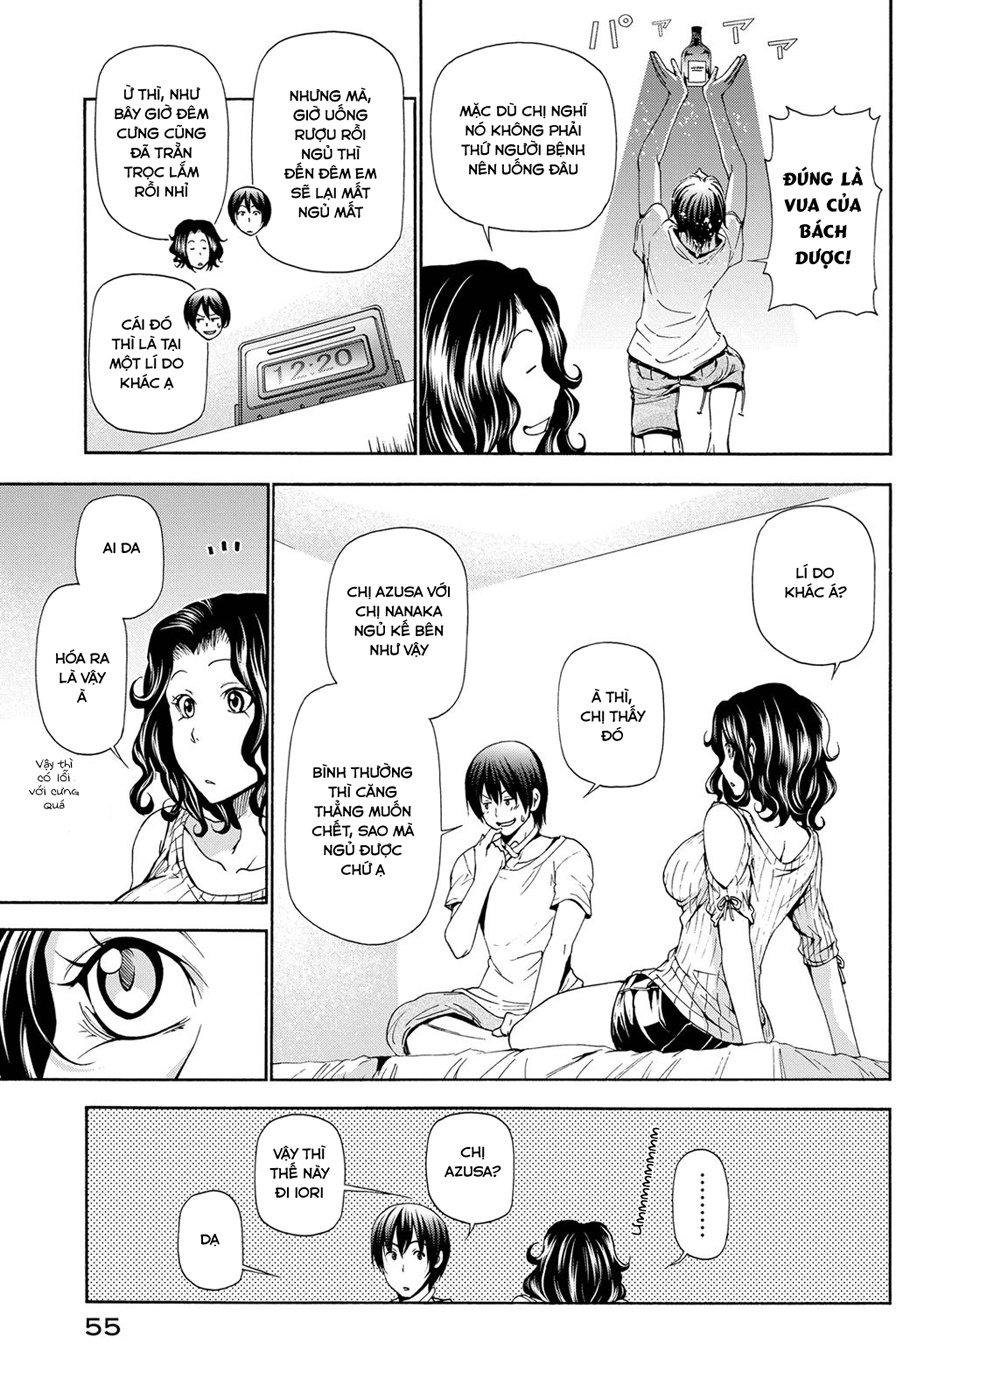 パァァァ
ĐÚNG LÀ
VUA CỦA
BÁCH
DƯỢC!
MẶC DÙ CHỊ NGHĨ
NÓ KHÔNG PHẢI
THỨ NGƯỜI BỆNH
NÊN UỐNG ĐÂU
NHƯNG MÀ,
GIỜ UỐNG
RƯỢU RỒI
NGỦ THÌ
ĐẾN ĐÊM EM
SẼ LẠI MẤT
NGỦ MẤT
Ừ THÌ, NHƯ
BÂY GIỜ ĐÊM
CƯNG CŨNG
ĐÃ TRẰN
TRỌC LẮM
RỒI NHỈ
CÁI ĐÓ
THÌ LÀ TẠI
MỘT LÍ DO
KHÁC Ạ
12:20
LÍ DO
KHÁC Á?
À THÌ,
CHỊ THẤY
ĐÓ
CHỊ AZUSA VỚI
CHỊ NANAKA
NGỦ KẾ BÊN
NHƯ VẬY
BÌNH THƯỜNG
THÌ CĂNG
THẲNG MUỐN
CHẾT, SAO MÀ
NGỦ ĐƯỢC
CHỨ Ạ
AI DA
HÓA RA
LÀ VẬY
À
Vậy thì
có lỗi
với cưng
quá
.........
CHỊ
AZUSA?
VẬY THÌ
THẾ NÀY
ĐI IORI
DẠ
55